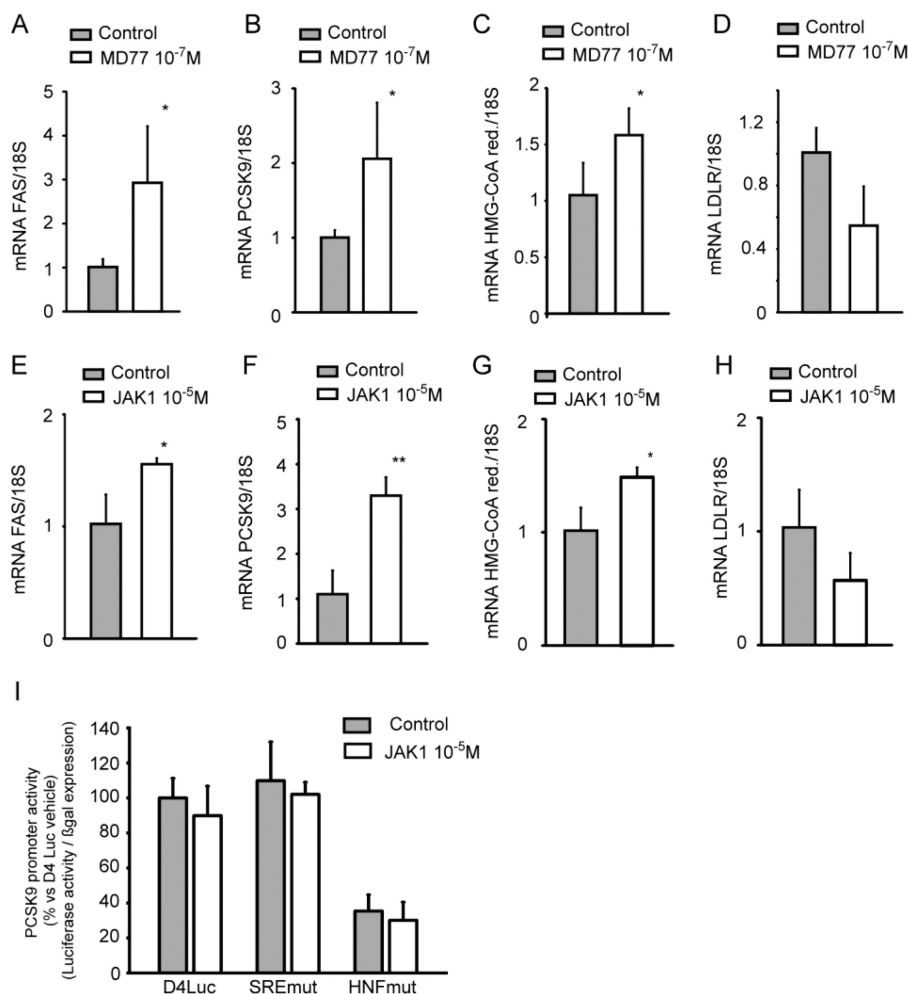 A
Control
MD77 10⁻⁷M
mRNA FAS/18S
5
4
3
2
1
0
*
B
Control
MD77 10⁻⁷M
mRNA PCSK9/18S
3
2
1
0
*
C
Control
MD77 10⁻⁷M
mRNA HMG-CoA red./18S
2
1.5
1
0.5
0
*
D
Control
MD77 10⁻⁷M
mRNA LDLR/18S
1.2
0.8
0.4
0
E
Control
JAK1 10⁻⁵M
mRNA FAS/18S
2
1
0
*
F
Control
JAK1 10⁻⁵M
mRNA PCSK9/18S
5
4
3
2
1
0
**
G
Control
JAK1 10⁻⁵M
mRNA HMG-CoA red./18S
2
1
0
*
H
Control
JAK1 10⁻⁵M
mRNA LDLR/18S
2
1
0
I
Control
JAK1 10⁻⁵M
PCSK9 promoter activity
(% vs D4 Luc vehicle)
(Luciferase activity / ßgal expression)
140
120
100
80
60
40
20
0
D4Luc SREmut HNFmut